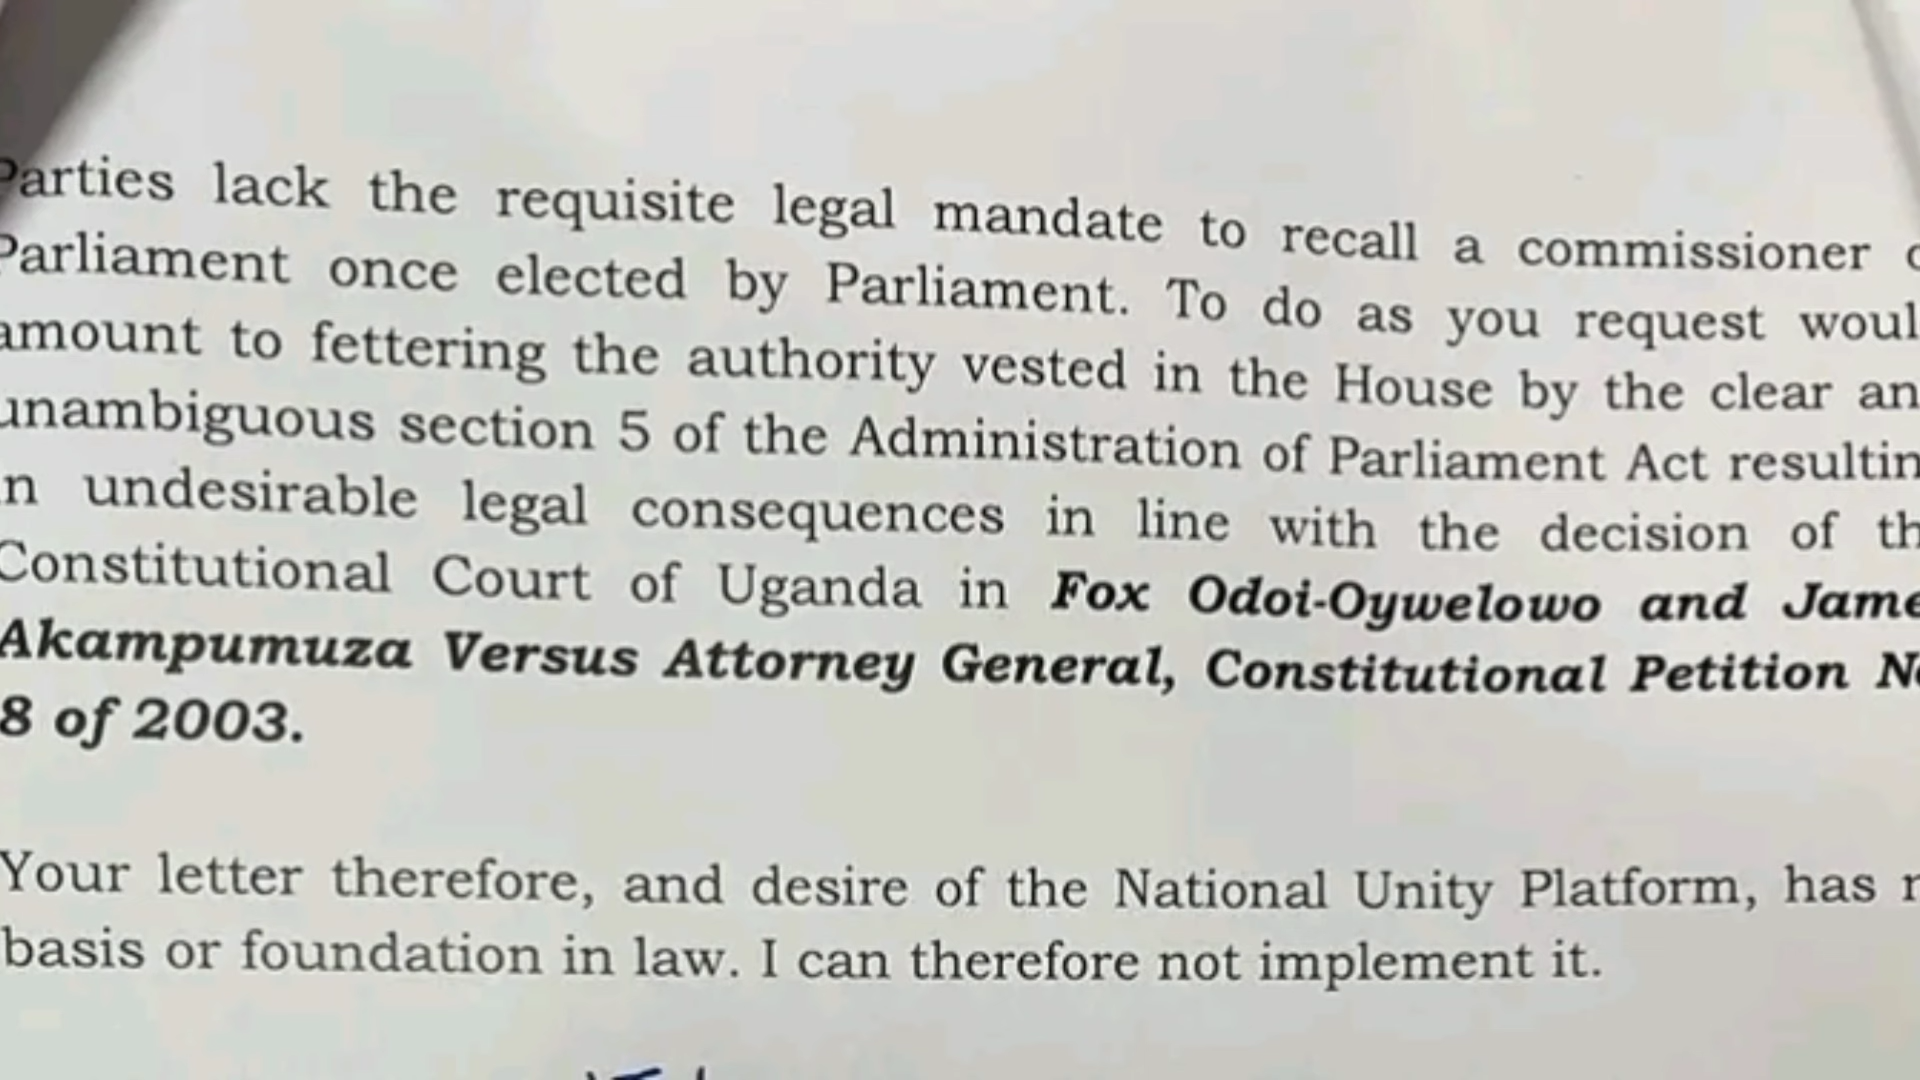 Parties lack the requisite legal mandate to recall a commissioner
Parliament once elected by Parliament. To do as you request woul
amount to fettering the authority vested in the House by the clear an
unambiguous section 5 of the Administration of Parliament Act resultin
n undesirable legal consequences in line with the decision of th
Constitutional Court of Uganda in Fox Odoi-Oywelowo and Jame
Akampumuza Versus Attorney General, Constitutional Petition No
8 of 2003.
Your letter therefore, and desire of the National Unity Platform, has
basis or foundation in law. I can therefore not implement it.